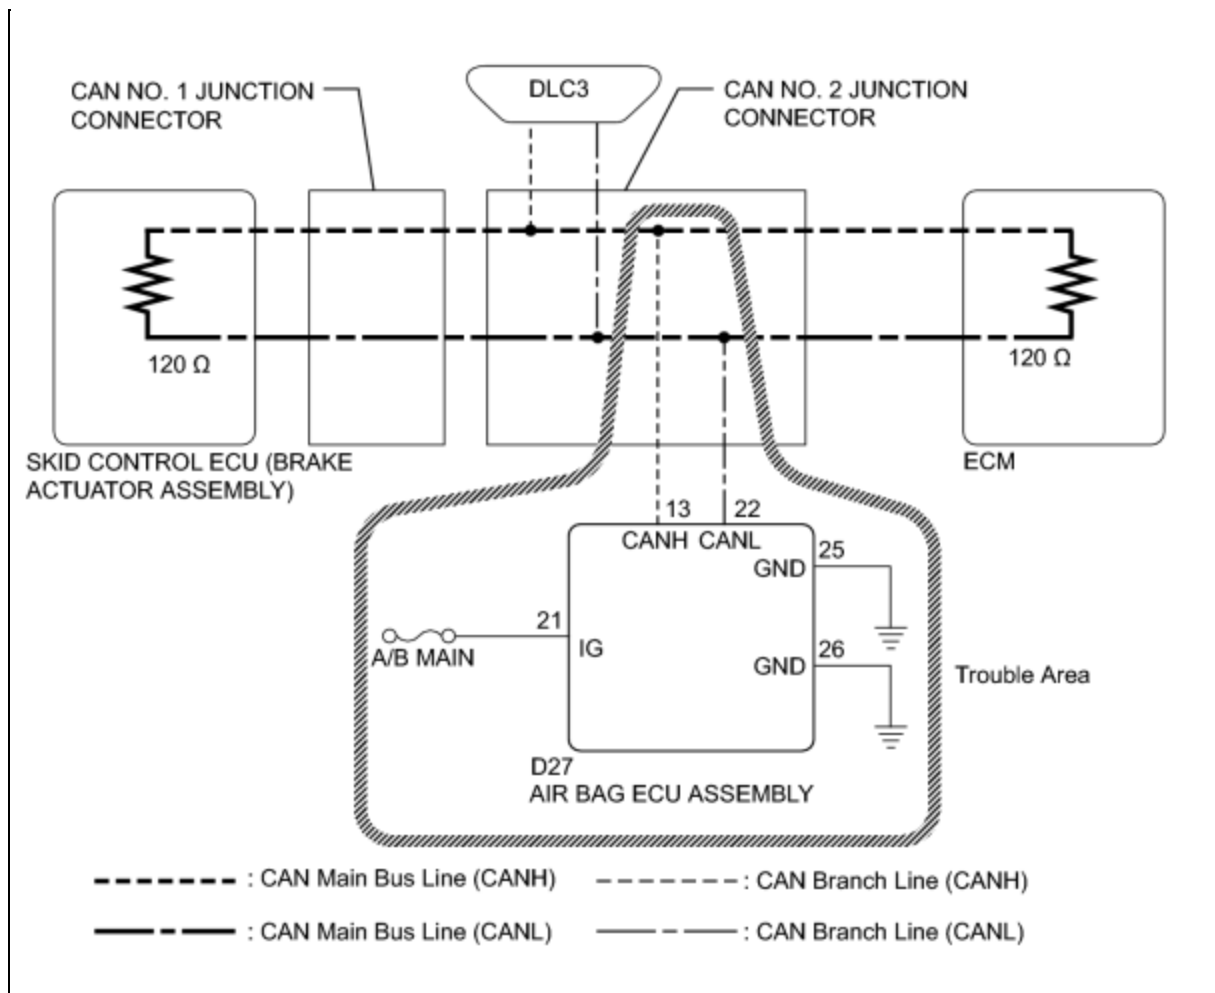 CAN NO. 1 JUNCTION
CONNECTOR
DLC3
CAN NO. 2 JUNCTION
CONNECTOR
120 Ω
120 Ω
SKID CONTROL ECU (BRAKE
ACTUATOR ASSEMBLY)
ECM
13
22
CANH
CANL
25
GND
21
IG
A/B MAIN
26
GND
Trouble Area
D27
AIR BAG ECU ASSEMBLY
: CAN Main Bus Line (CANH)
: CAN Branch Line (CANH)
: CAN Main Bus Line (CANL)
: CAN Branch Line (CANL)